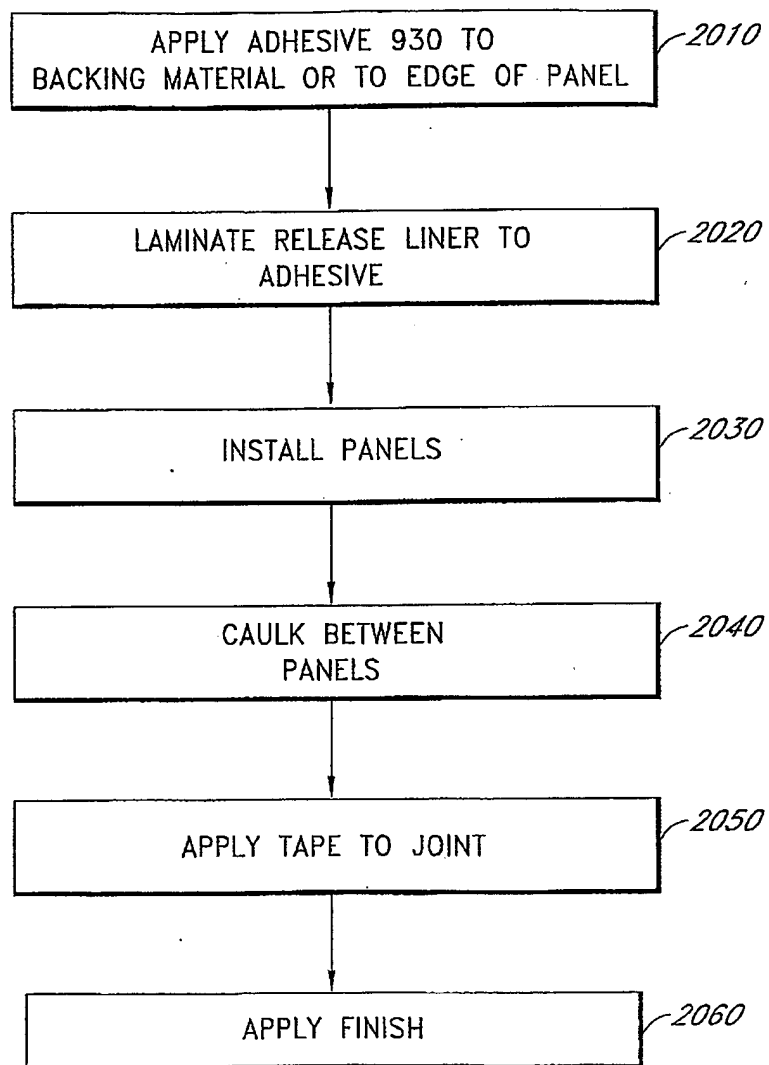 APPLY ADHESIVE 930 TO
BACKING MATERIAL OR TO EDGE OF PANEL
2010
LAMINATE RELEASE LINER TO
ADHESIVE
2020
INSTALL PANELS
2030
CAULK BETWEEN
PANELS
2040
APPLY TAPE TO JOINT
2050
APPLY FINISH
2060